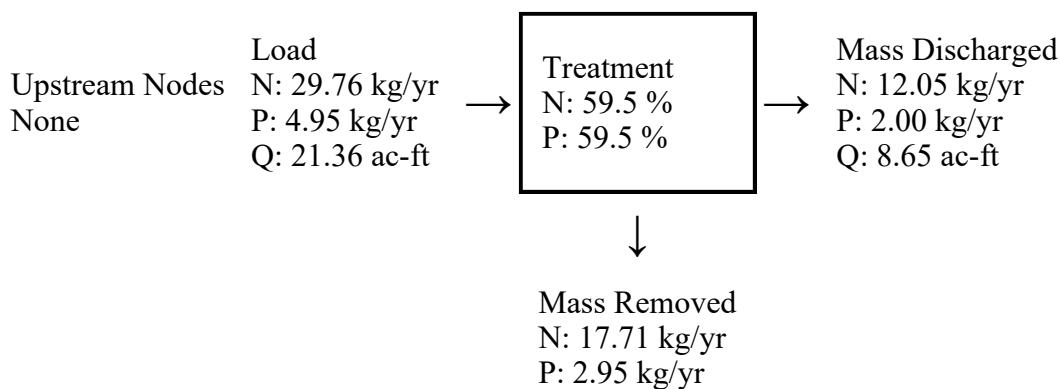 Upstream Nodes
None
Load
N: 29.76 kg/yr
P: 4.95 kg/yr
Q: 21.36 ac-ft
→
Treatment
N: 59.5 %
P: 59.5 %
→
Mass Discharged
N: 12.05 kg/yr
P: 2.00 kg/yr
Q: 8.65 ac-ft
↓
Mass Removed
N: 17.71 kg/yr
P: 2.95 kg/yr